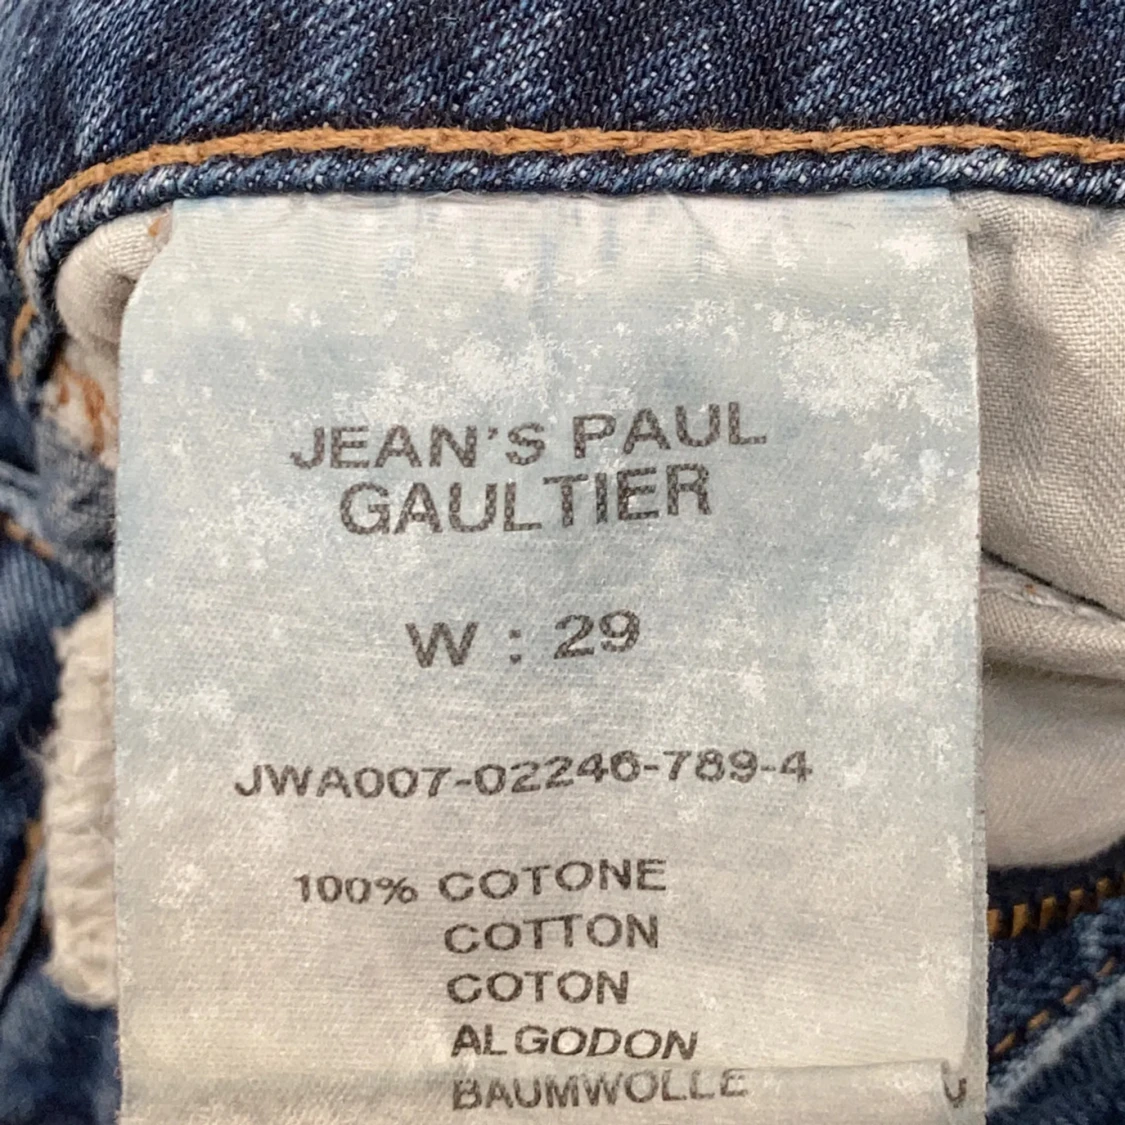 JEAN'S PAUL
GAULTIER
W : 29
JWA007-02246-789-4
100% COTONE
COTTON
COTON
ALGODON
BAUMWOLLE